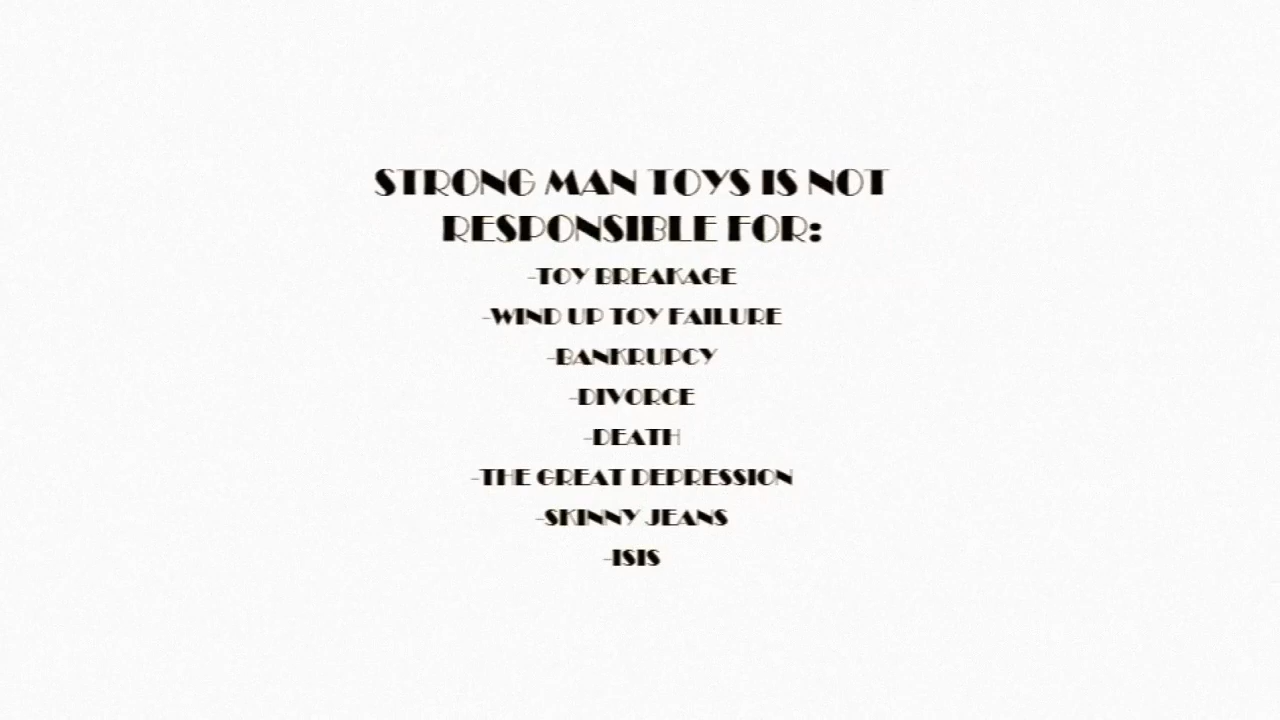 STRONG MAN TOYS IS NOT
RESPONSIBLE FOR:
-TOY BREAKAGE
-WIND UP TOY FAILURE
-BANKRUPCY
-DIVORCE
-DEATH
-THE GREAT DEPRESSION
-SKINNY JEANS
-ISIS